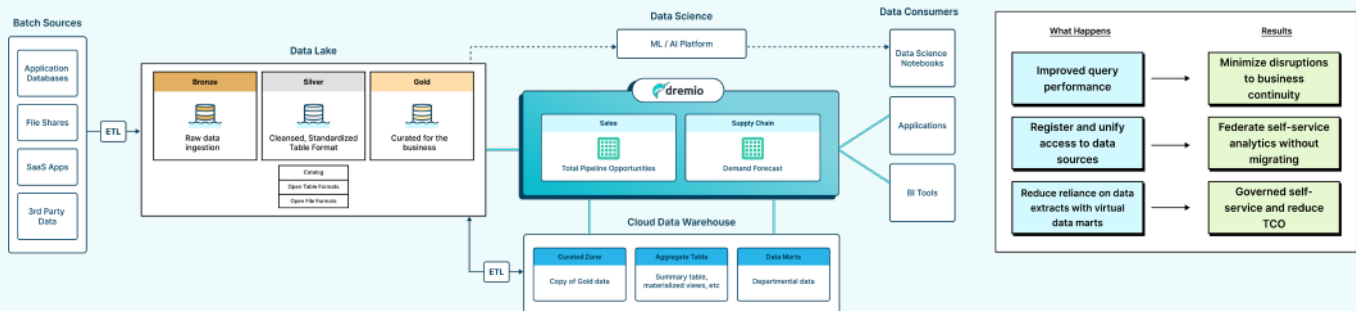 Batch Sources
Application
Databases
File Shares
SaaS Apps
3rd Party
Data
ETL
Data Lake
Bronze
Raw data
ingestion
Silver
Cleansed, Standardized
Table Format
Gold
Curated for the
business
Catalog
Open Table Formats
Open File Formats
Data Science
ML / AI Platform
dremio
Sales
Total Pipeline Opportunities
Supply Chain
Demand Forecast
ETL
Cloud Data Warehouse
Curated Zone
Copy of Gold data
Aggregate Table
Summary table,
materialized views, etc
Data Marts
Departmental data
Data Consumers
Data Science
Notebooks
Applications
BI Tools
What Happens
Results
Improved query
performance
Minimize disruptions
to business
continuity
Register and unify
access to data
sources
Federate self-service
analytics without
migrating
Reduce reliance on data
extracts with virtual
data marts
Governed self-
service and reduce
TCO